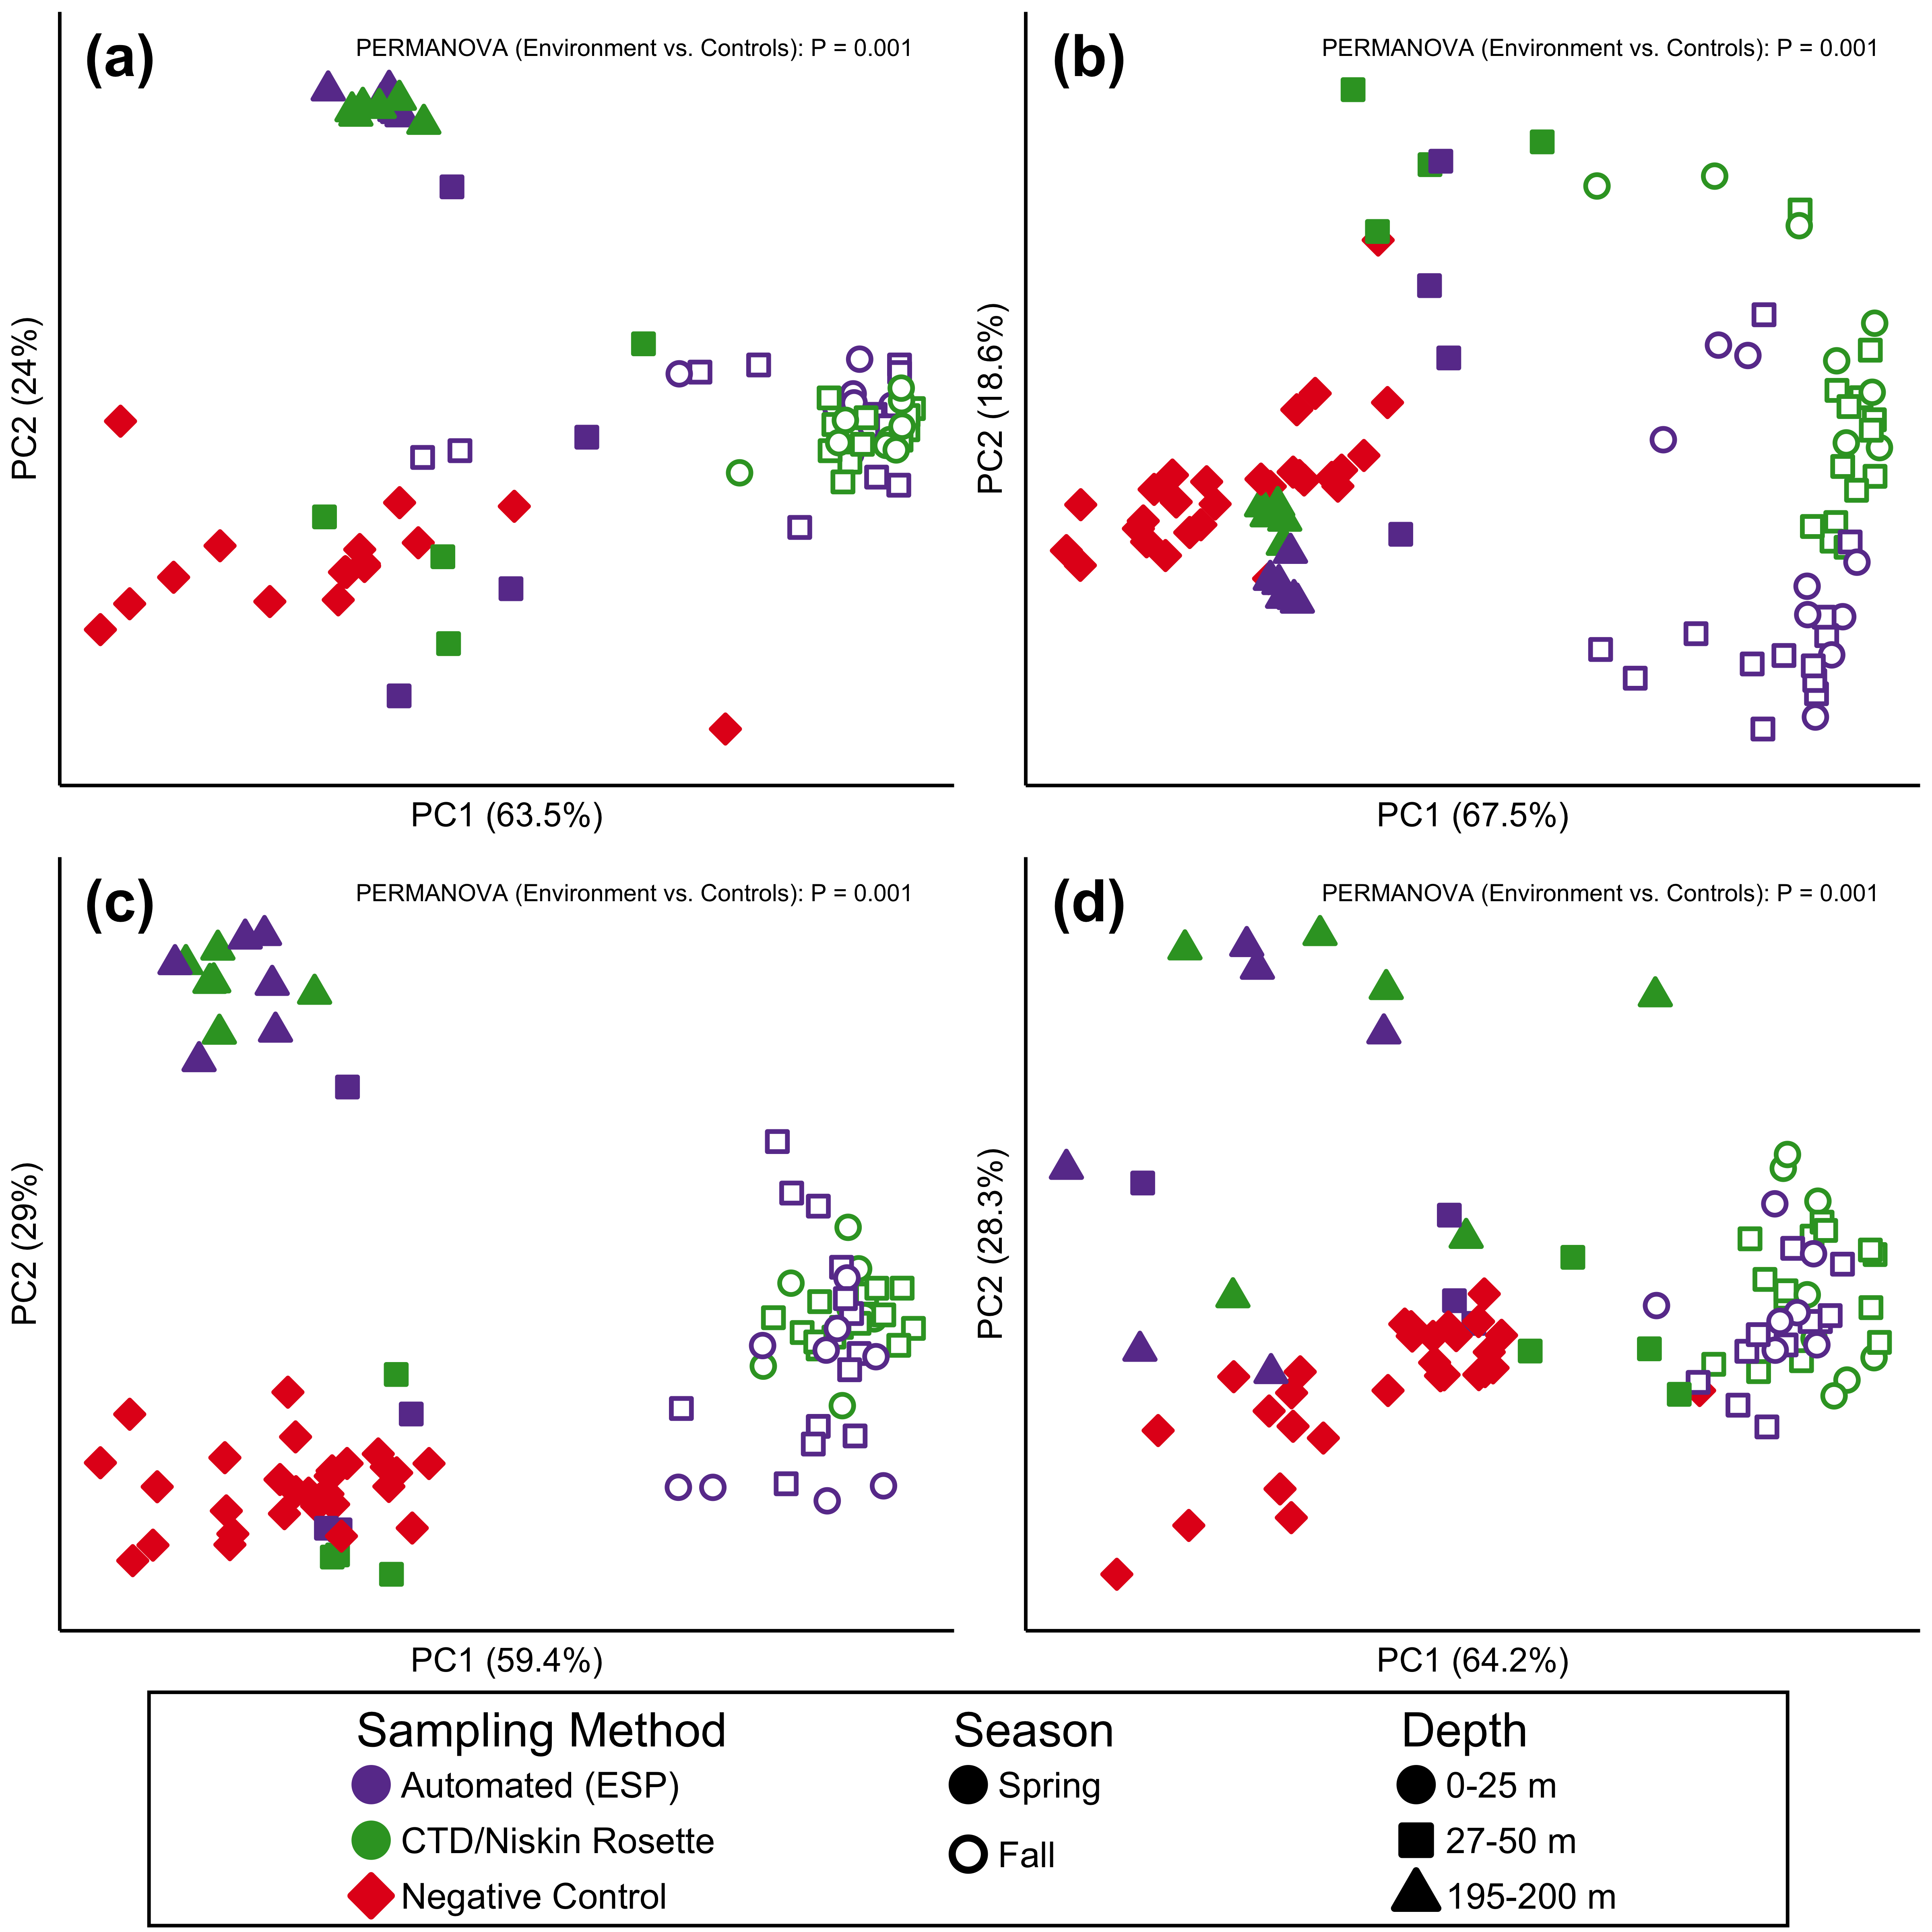 (a)
PERMANOVA (Environment vs. Controls): P = 0.001
PC2 (24%)
PC1 (63.5%)
(b)
PERMANOVA (Environment vs. Controls): P = 0.001
PC2 (18.6%)
PC1 (67.5%)
(c)
PERMANOVA (Environment vs. Controls): P = 0.001
PC2 (29%)
PC1 (59.4%)
(d)
PERMANOVA (Environment vs. Controls): P = 0.001
PC2 (28.3%)
PC1 (64.2%)
Sampling Method
Automated (ESP)
CTD/Niskin Rosette
Negative Control
Season
Spring
Fall
Depth
0-25 m
27-50 m
195-200 m